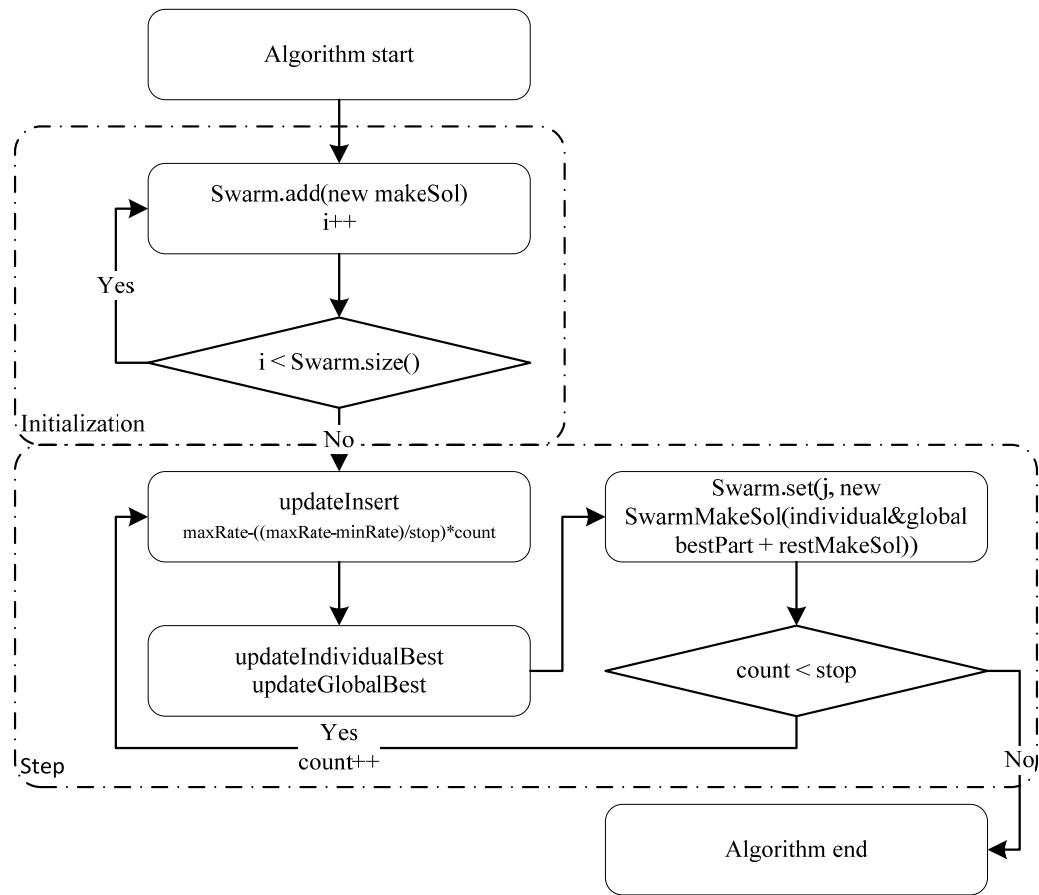 Algorithm start
Swarm.add(new makeSol)
i++
Yes
i < Swarm.size()
Initialization
No
updateInsert
maxRate-((maxRate-minRate)/stop)*count
Swarm.set(j, new
SwarmMakeSol(individual&global
bestPart + restMakeSol))
updateIndividualBest
updateGlobalBest
count < stop
Yes
count++
Step
No
Algorithm end